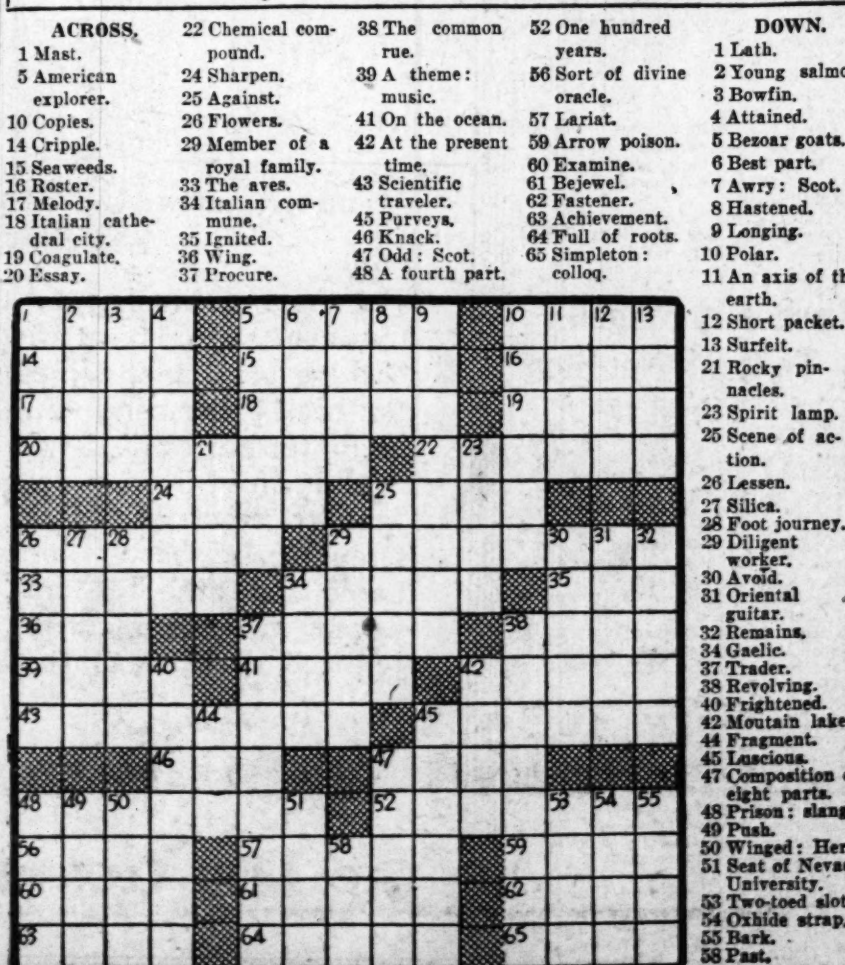 ACROSS.
1 Mast.
5 American
explorer.
10 Copies.
14 Cripple.
15 Seaweeds.
16 Roster.
17 Melody.
18 Italian cathe-
dral city.
19 Coagulate.
20 Essay.
22 Chemical com-
pound.
24 Sharpen.
25 Against.
26 Flowers.
29 Member of a
royal family.
33 The aves.
34 Italian com-
mune.
35 Ignited.
36 Wing.
37 Procure.
38 The common
rue.
39 A theme:
music.
41 On the ocean.
42 At the present
time.
43 Scientific
traveler.
45 Purveys.
46 Knack.
47 Odd: Scot.
48 A fourth part.
52 One hundred
years.
56 Sort of divine
oracle.
57 Lariat.
59 Arrow poison.
60 Examine.
61 Bejewel.
62 Fastener.
63 Achievement.
64 Full of roots.
65 Simpleton:
colloq.
DOWN.
1 Lath.
2 Young salmo
3 Bowfin.
4 Attained.
5 Bezoar goats.
6 Best part.
7 Awry: Scot.
8 Hastened.
9 Longing.
10 Polar.
11 An axis of th
earth.
12 Short packet.
13 Surfeit.
21 Rocky pin-
nacles.
23 Spirit lamp.
25 Scene of ac-
tion.
26 Lessen.
27 Silica.
28 Foot journey.
29 Diligent
worker.
30 Avoid.
31 Oriental
guitar.
32 Remains.
34 Gaelic.
37 Trader.
38 Revolving.
40 Frightened.
42 Moutain lake
44 Fragment.
45 Luscious.
47 Composition
eight parts.
48 Prison: slang
49 Push.
50 Winged: Her
51 Seat of Nevad
University.
53 Two-toed slot
54 Oxhide strap.
55 Bark.
58 Past.
1 2 3 4 5 6 7 8 9 10 11 12 13
14 15 16
17 18 19
20 21 22 23
24 25
26 27 28 29 30 31 32
33 34 35
36 37 38
39 40 41 42
43 44 45
46 47
48 49 50 51 52 53 54 55
56 57 58 59
60 61 62
63 64 65